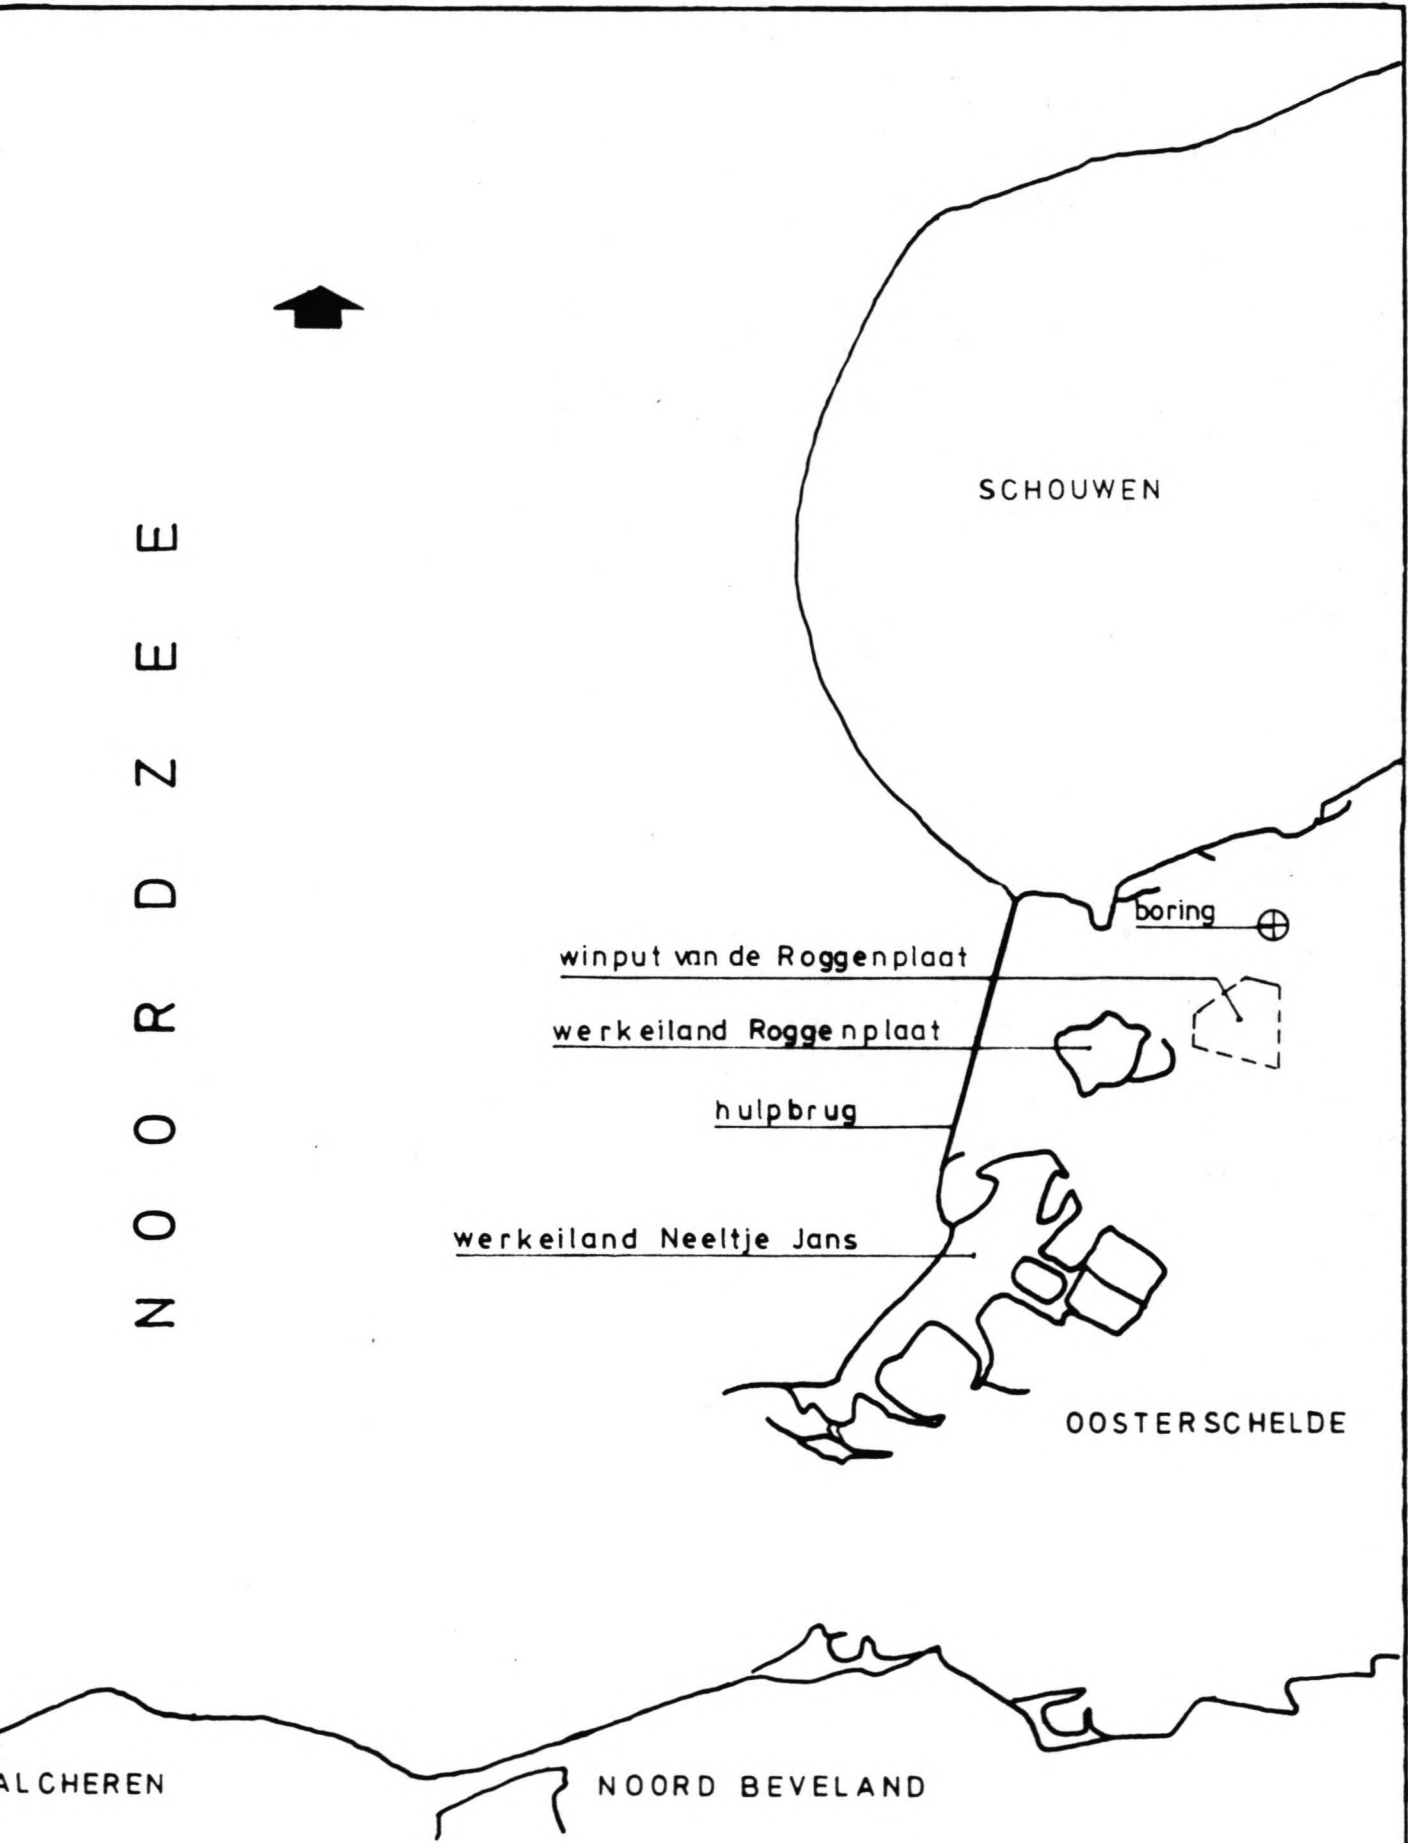 SCHOUWEN
NOORDZEE
boring
winput van de Roggenplaat
werkeiland Roggenplaat
hulpbrug
werkeiland Neeltje Jans
OOSTERSCHELDE
ALCHEREN
NOORD BEVELAND